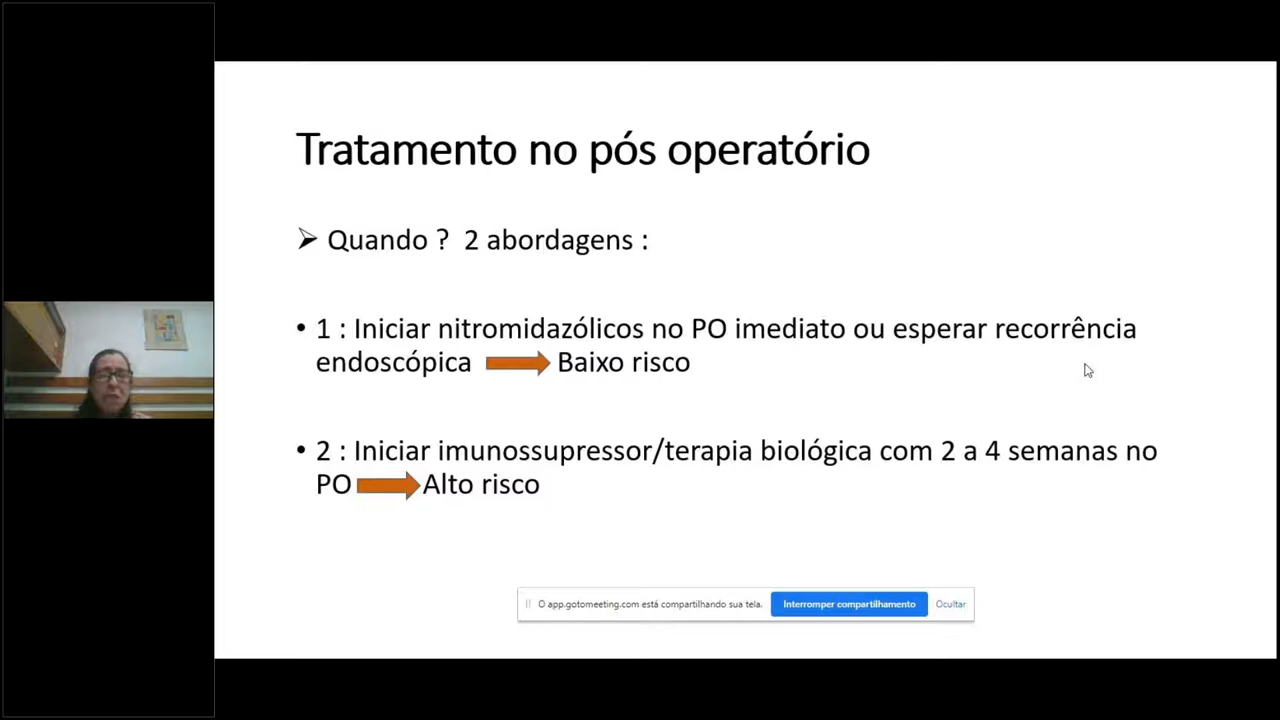 Tratamento no pós operatório
➤ Quando ? 2 abordagens :
• 1 : Iniciar nitromidazólicos no PO imediato ou esperar recorrência
endoscópica Baixo risco
• 2 : Iniciar imunossupressor/terapia biológica com 2 a 4 semanas no
PO Alto risco
O app.gotomeeting.com está compartilhando sua tela. Interromper compartilhamento Ocultar